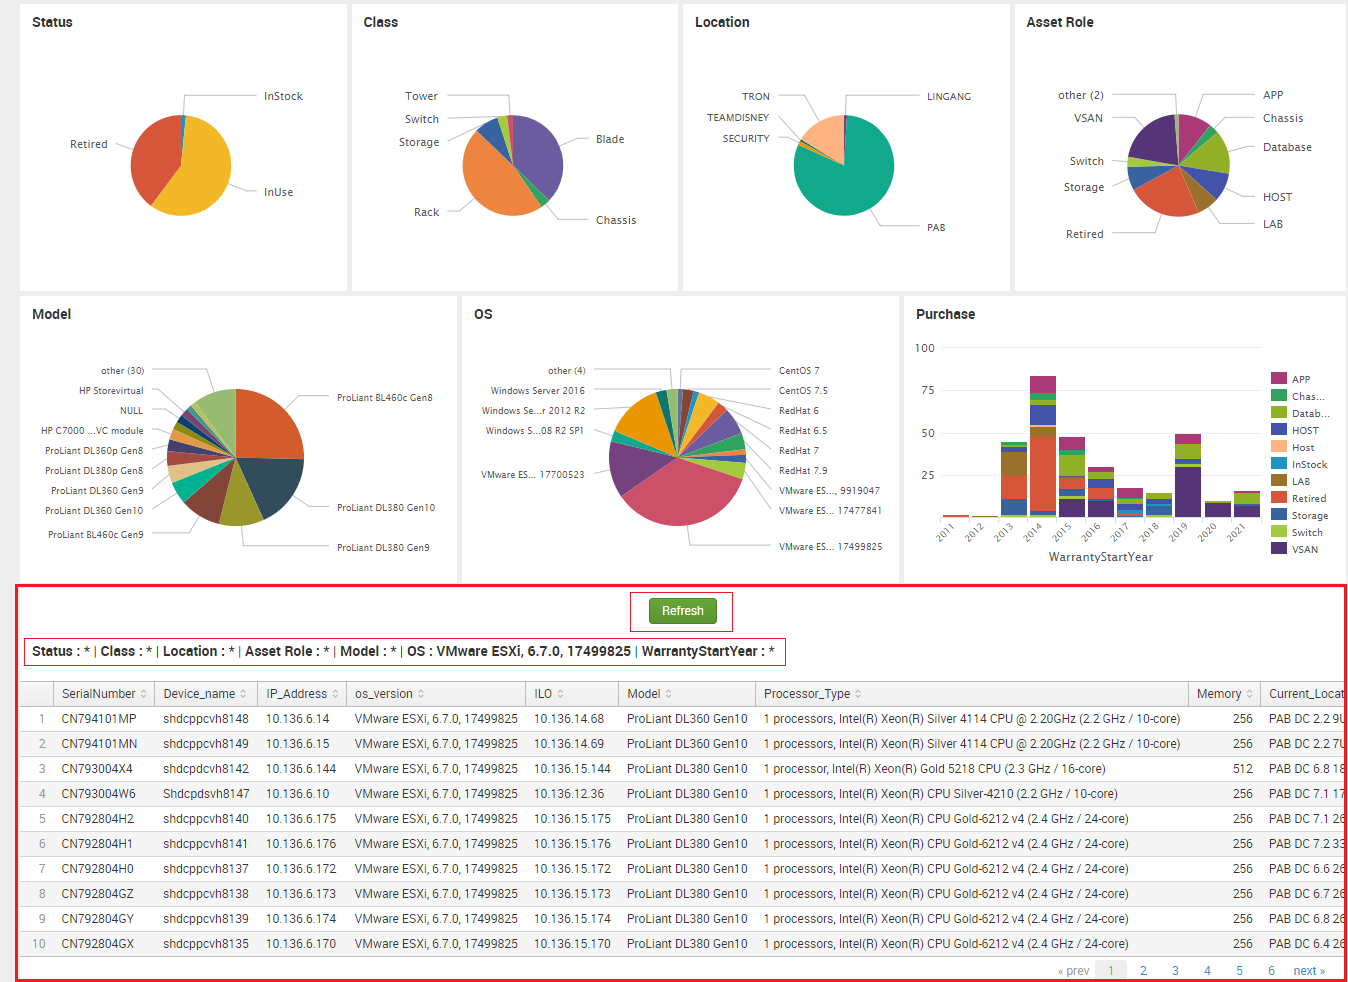 Status
InStock
Retired
InUse
Class
Tower
Switch
Storage
Blade
Rack
Chassis
Location
TRON
LINGANG
TEAMDISNEY
SECURITY
PAB
Asset Role
other (2)
APP
VSAN
Chassis
Database
Switch
Storage
HOST
LAB
Retired
Model
other (30)
HP Storevirtual
NULL
HP C7000 ...VC module
ProLiant DL360p Gen8
ProLiant DL380p Gen8
ProLiant DL360 Gen9
ProLiant DL360 Gen10
ProLiant BL460c Gen9
ProLiant BL460c Gen8
ProLiant DL380 Gen10
ProLiant DL380 Gen9
OS
other (4)
Windows Server 2016
Windows Se...r 2012 R2
Windows S...08 R2 SP1
VMware ES... 17700523
CentOS 7
CentOS 7.5
RedHat 6
RedHat 6.5
RedHat 7
RedHat 7.9
VMware ES..., 9919047
VMware ES... 17477841
VMware ES... 17499825
Purchase
100
75
50
25
2011 2012 2013 2014 2015 2016 2017 2018 2019 2020 2021
WarrantyStartYear
APP
Chas...
Datab...
HOST
Host
InStock
LAB
Retired
Storage
Switch
VSAN
Refresh
Status : * | Class : * | Location : * | Asset Role : * | Model : * | OS : VMware ESXi, 6.7.0, 17499825 | WarrantyStartYear : *
SerialNumber Device_name IP_Address os_version ILO Model Processor_Type Memory Current_Locat
1 CN794101MP shdcppcvh8148 10.136.6.14 VMware ESXi, 6.7.0, 17499825 10.136.14.68 ProLiant DL360 Gen10 1 processors, Intel(R) Xeon(R) Silver 4114 CPU @ 2.20GHz (2.2 GHz / 10-core) 256 PAB DC 2.2 9U
2 CN794101MN shdcppcvh8149 10.136.6.15 VMware ESXi, 6.7.0, 17499825 10.136.14.69 ProLiant DL360 Gen10 1 processors, Intel(R) Xeon(R) Silver 4114 CPU @ 2.20GHz (2.2 GHz / 10-core) 256 PAB DC 2.2 7U
3 CN793004X4 shdcpdcvh8142 10.136.6.144 VMware ESXi, 6.7.0, 17499825 10.136.15.144 ProLiant DL380 Gen10 1 processor, Intel(R) Xeon(R) Gold 5218 CPU (2.3 GHz / 16-core) 512 PAB DC 6.8 18
4 CN793004W6 Shdcpdsvh8147 10.136.6.10 VMware ESXi, 6.7.0, 17499825 10.136.12.36 ProLiant DL380 Gen10 1 processors, Intel(R) Xeon(R) CPU Silver-4210 (2.2 GHz / 10-core) 256 PAB DC 7.1 17
5 CN792804H2 shdcppcvh8140 10.136.6.175 VMware ESXi, 6.7.0, 17499825 10.136.15.175 ProLiant DL380 Gen10 1 processors, Intel(R) Xeon(R) CPU Gold-6212 v4 (2.4 GHz / 24-core) 256 PAB DC 7.1 26
6 CN792804H1 shdcppcvh8141 10.136.6.176 VMware ESXi, 6.7.0, 17499825 10.136.15.176 ProLiant DL380 Gen10 1 processors, Intel(R) Xeon(R) CPU Gold-6212 v4 (2.4 GHz / 24-core) 256 PAB DC 7.2 33
7 CN792804H0 shdcppcvh8137 10.136.6.172 VMware ESXi, 6.7.0, 17499825 10.136.15.172 ProLiant DL380 Gen10 1 processors, Intel(R) Xeon(R) CPU Gold-6212 v4 (2.4 GHz / 24-core) 256 PAB DC 6.6 26
8 CN792804GZ shdcppcvh8138 10.136.6.173 VMware ESXi, 6.7.0, 17499825 10.136.15.173 ProLiant DL380 Gen10 1 processors, Intel(R) Xeon(R) CPU Gold-6212 v4 (2.4 GHz / 24-core) 256 PAB DC 6.7 26
9 CN792804GY shdcppcvh8139 10.136.6.174 VMware ESXi, 6.7.0, 17499825 10.136.15.174 ProLiant DL380 Gen10 1 processors, Intel(R) Xeon(R) CPU Gold-6212 v4 (2.4 GHz / 24-core) 256 PAB DC 6.8 26
10 CN792804GX shdcppcvh8135 10.136.6.170 VMware ESXi, 6.7.0, 17499825 10.136.15.170 ProLiant DL380 Gen10 1 processors, Intel(R) Xeon(R) CPU Gold-6212 v4 (2.4 GHz / 24-core) 256 PAB DC 6.4 26
« prev 1 2 3 4 5 6 next »